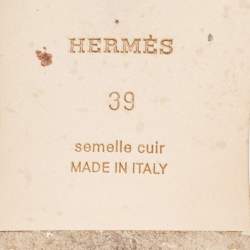 HERMÈS
39
semelle cuir
MADE IN ITALY